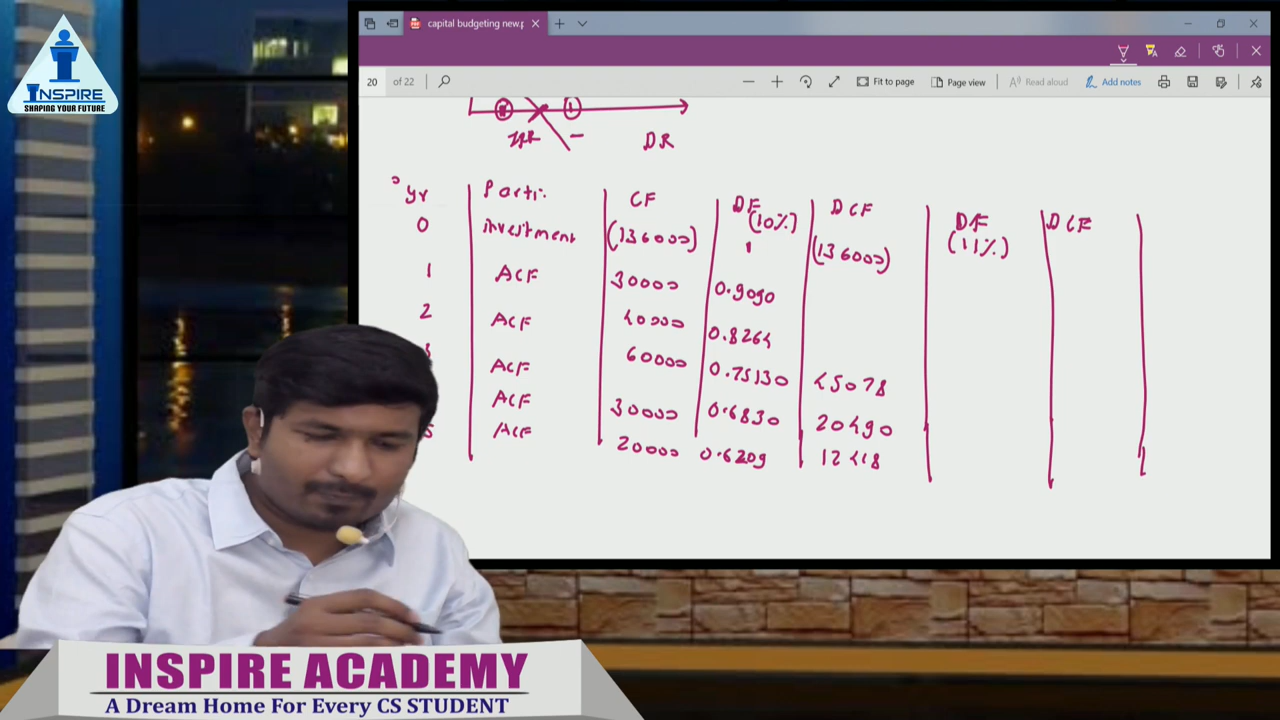 INSPIRE
SHAPING YOUR FUTURE
capital budgeting new.p
20 of 22
Fit to page
Page view
Read aloud
Add notes
IRR - DR
yr Parti: CF DF (10%) DCF DF (11%) DCF
0 investment (136000) 1 (136000)
1 ACF 30000 0.9090
2 ACF 40000 0.8264
3 ACF 60000 0.75130 45078
ACF 30000 0.6830 20490
5 ACF 20000 0.6209 12418
INSPIRE ACADEMY
A Dream Home For Every CS STUDENT